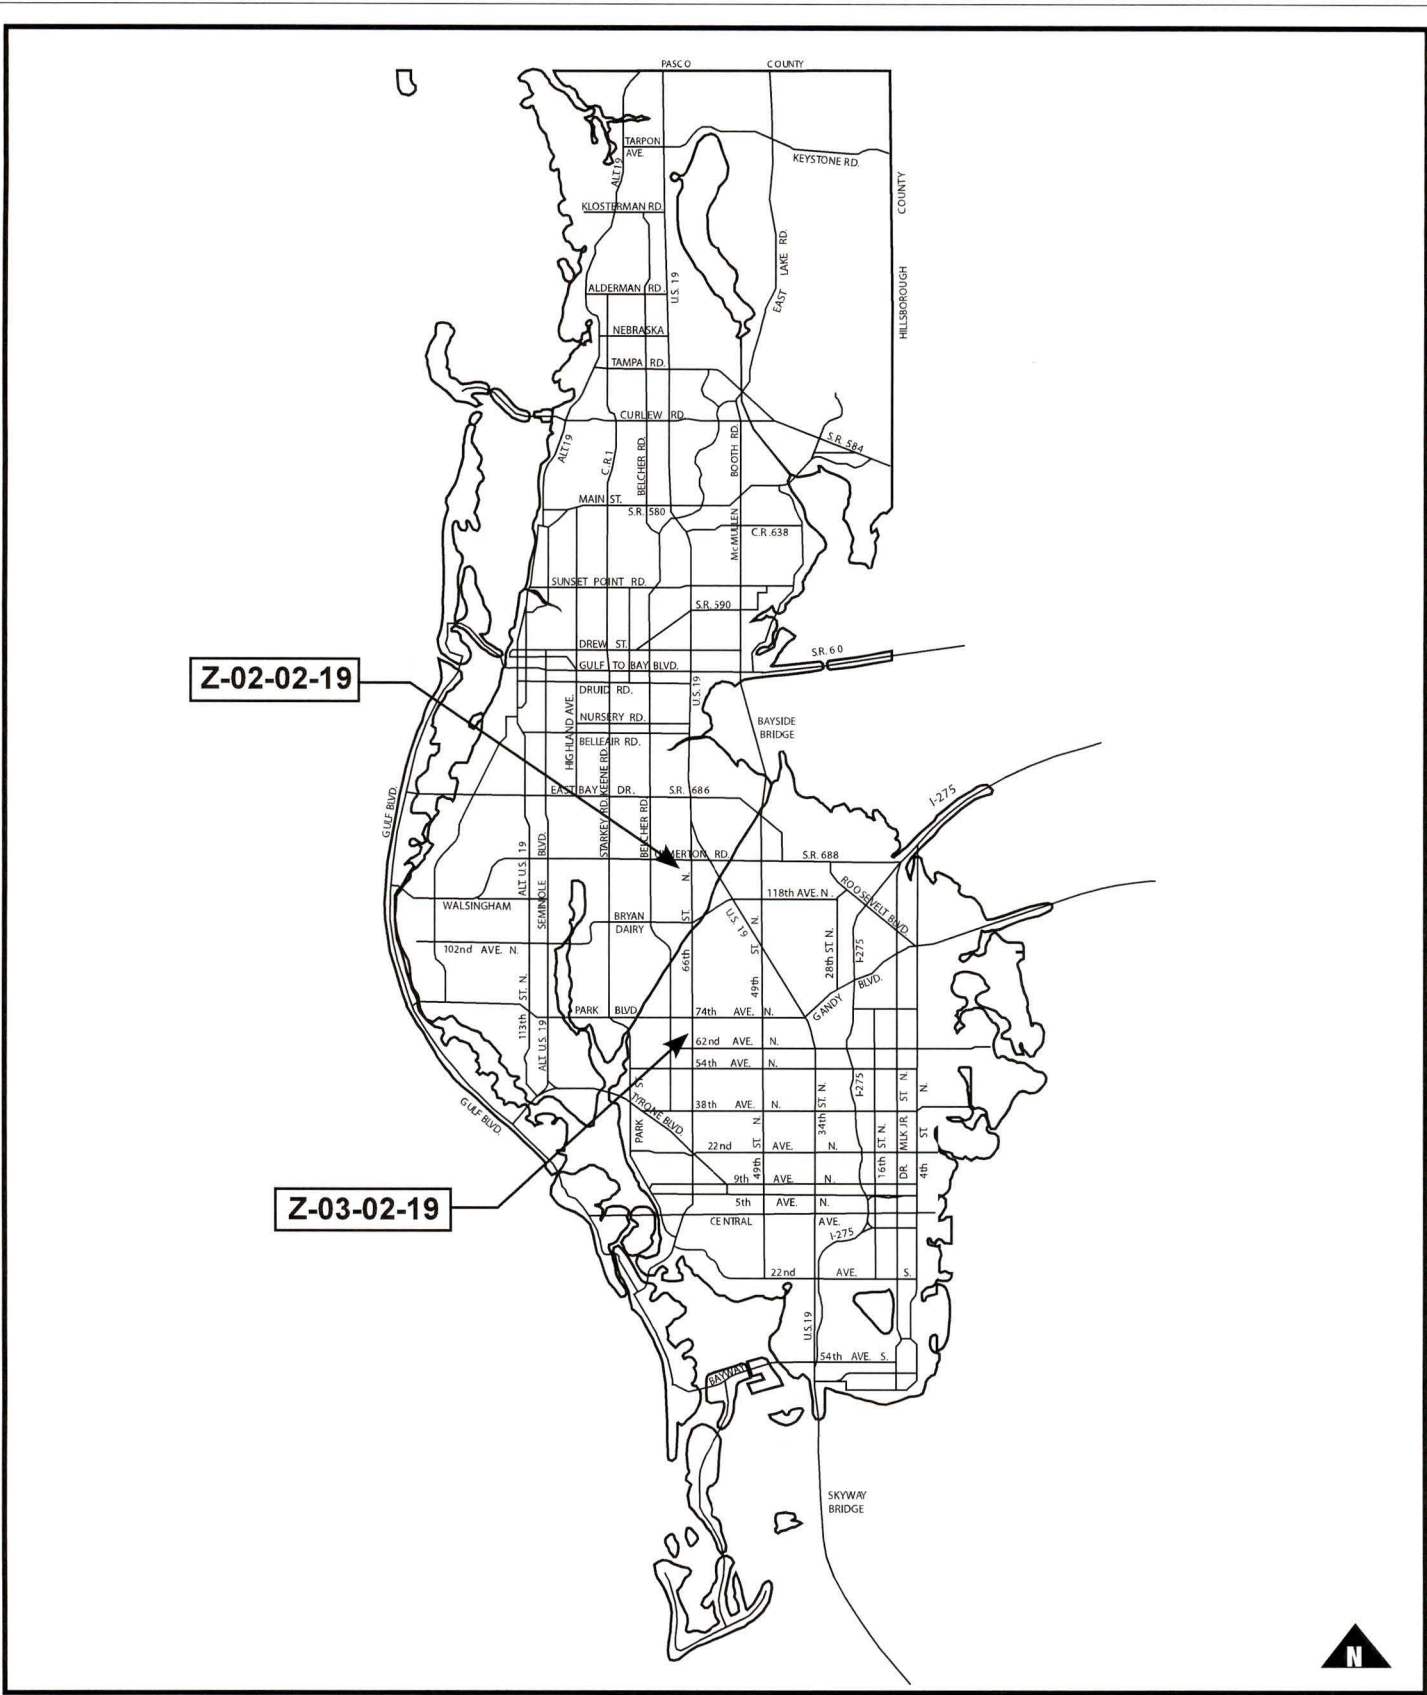 PASCO COUNTY
TARPON
AVE.
KEYSTONE RD.
ALT 19
COUNTY
KLOSTERMAN RD.
EAST LAKE RD.
U.S. 19
ALDERMAN RD.
HILLSBOROUGH
NEBRASKA
TAMPA RD.
CURLEW RD.
S.R. 584
ALT 19
C.R.1
BELCHER RD.
BOOTH RD.
MAIN ST.
S.R. 580
McMULLEN
C.R.638
SUNSET POINT RD.
S.R. 590
DREW ST.
S.R.60
GULF TO BAY BLVD.
Z-02-02-19
DRUID RD.
U.S.19
HIGHLAND AVE.
NURSERY RD.
BAYSIDE
BRIDGE
BELLEAIR RD.
KEENE RD.
EAST BAY DR. S.R. 686
I-275
GULF BLVD.
STARKEY RD.
BELCHER RD.
ALT U.S. 19
SEMINOLE BLVD.
ULMERTON RD.
S.R. 688
118th AVE. N.
ROOSEVELT BLVD
WALSINGHAM
BRYAN
DAIRY
U.S. 19
102nd AVE. N.
66th ST. N.
49th ST. N.
28th ST. N.
I-275
GANDY BLVD.
113th ST. N.
PARK BLVD.
74th AVE. N.
ALT U.S. 19
62nd AVE. N.
54th AVE. N.
I-275
GULF BLVD.
TYRONE BLVD.
PARK ST.
38th AVE. N.
34th ST. N.
22nd AVE. N.
49th ST. N.
16th ST. N.
DR. MLK JR. ST N.
4th ST. N.
9th AVE. N.
Z-03-02-19
5th AVE. N.
CENTRAL AVE.
I-275
22nd AVE. S.
U.S.19
54th AVE. S.
BAYWAY
SKYWAY
BRIDGE
N